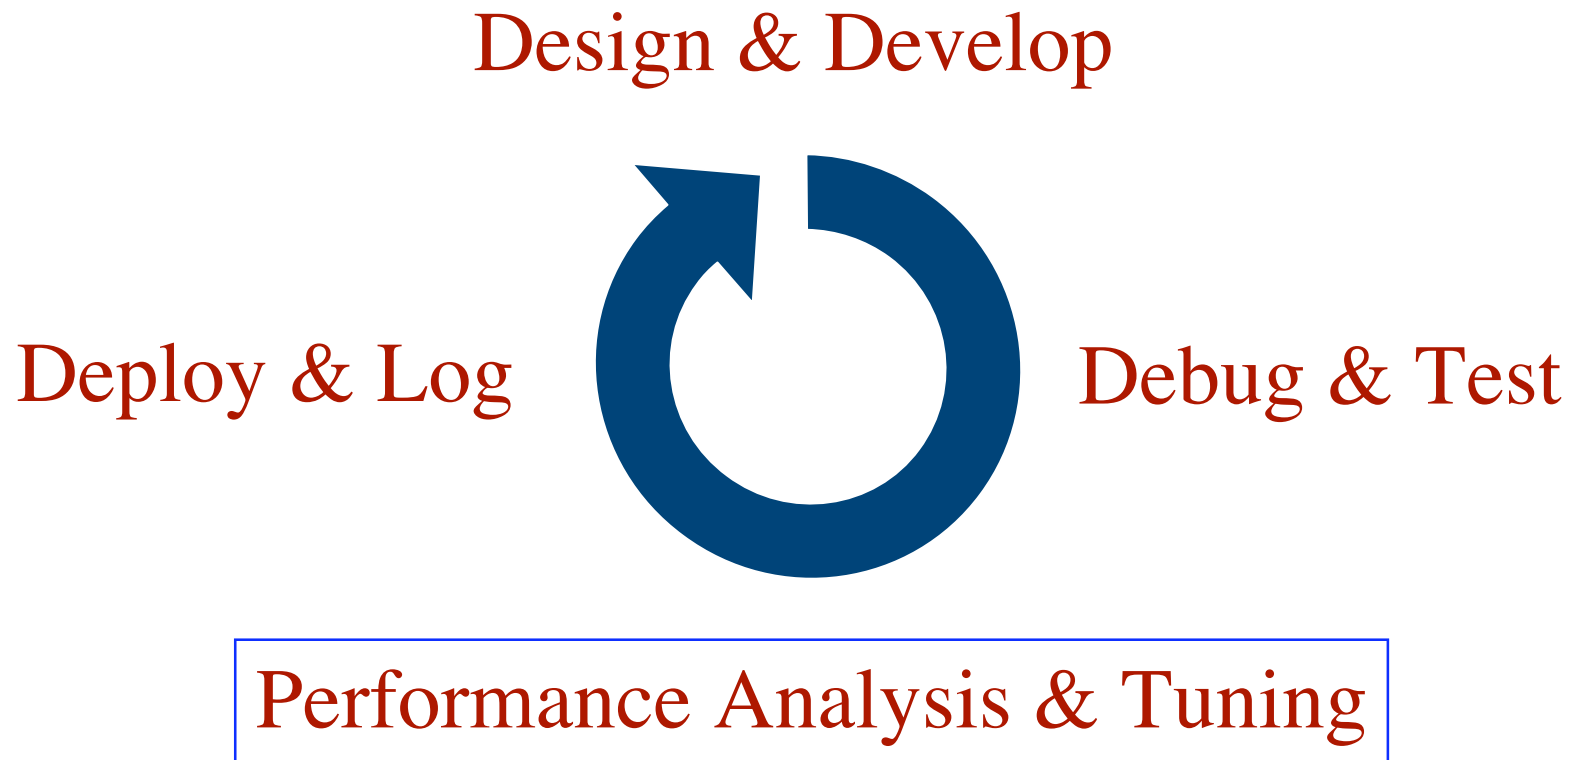 Design & Develop
Deploy & Log
Debug & Test
Performance Analysis & Tuning